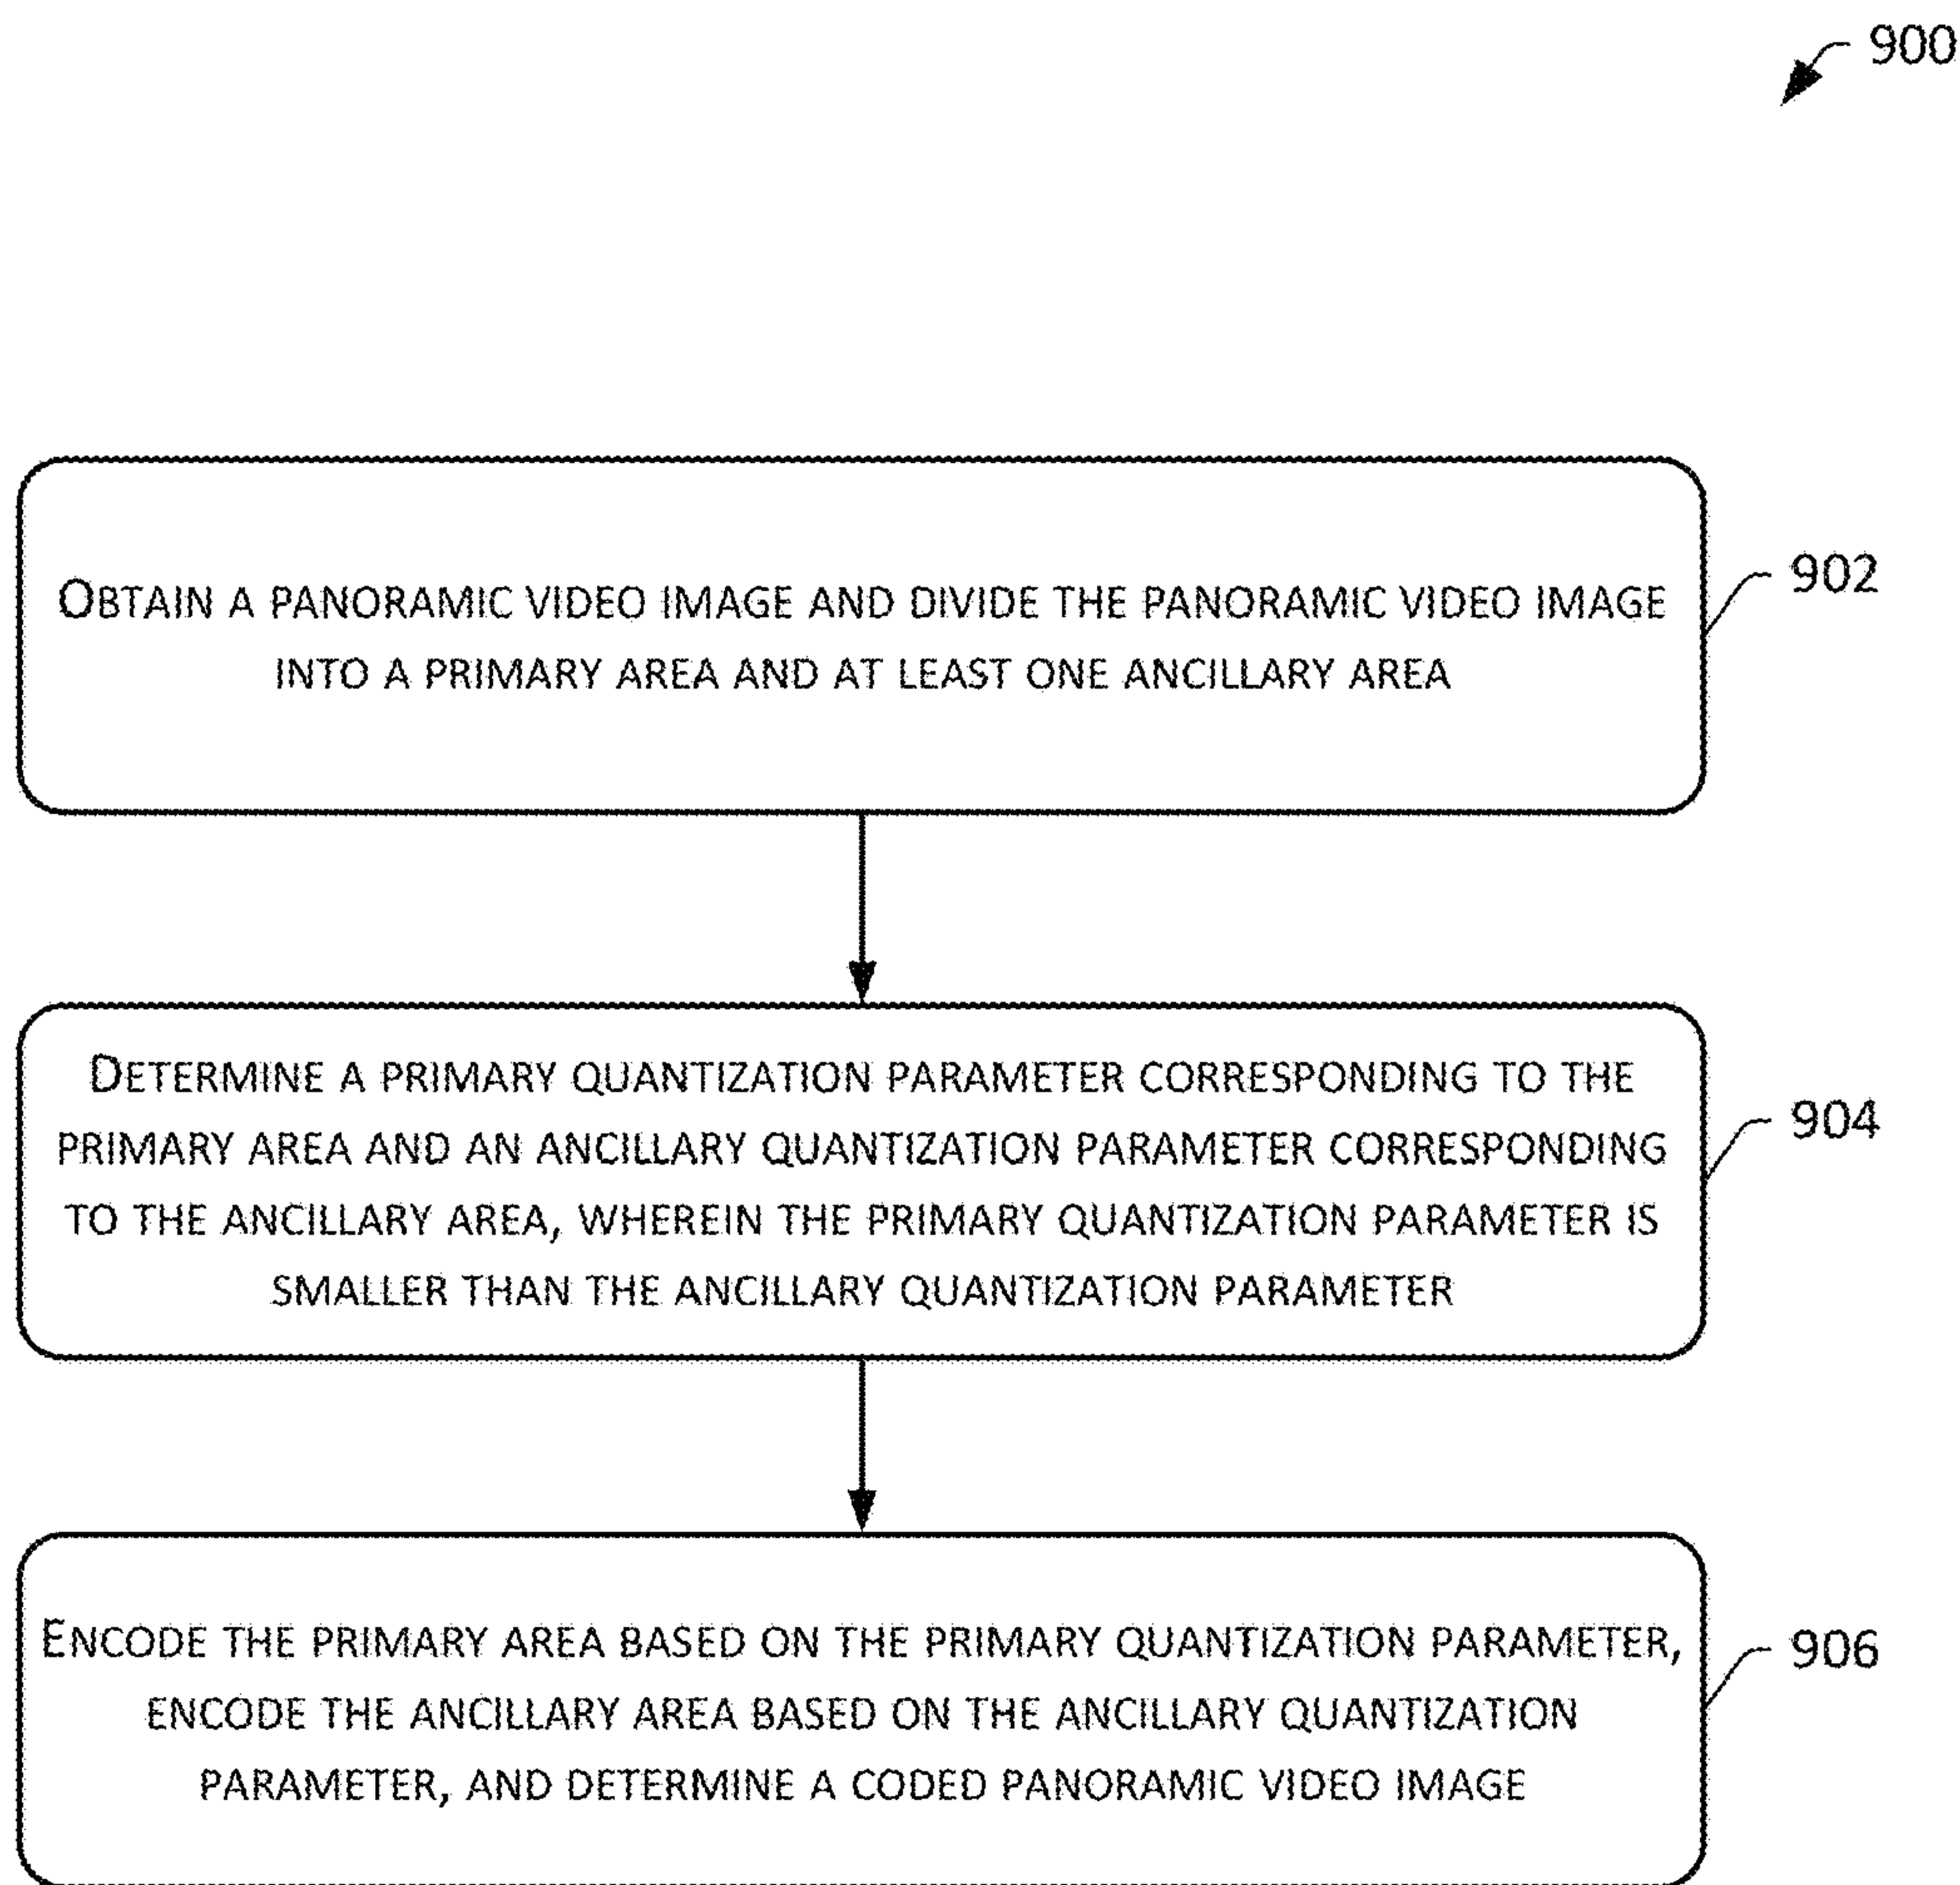 900
OBTAIN A PANORAMIC VIDEO IMAGE AND DIVIDE THE PANORAMIC VIDEO IMAGE
INTO A PRIMARY AREA AND AT LEAST ONE ANCILLARY AREA
902
DETERMINE A PRIMARY QUANTIZATION PARAMETER CORRESPONDING TO THE
PRIMARY AREA AND AN ANCILLARY QUANTIZATION PARAMETER CORRESPONDING
TO THE ANCILLARY AREA, WHEREIN THE PRIMARY QUANTIZATION PARAMETER IS
SMALLER THAN THE ANCILLARY QUANTIZATION PARAMETER
904
ENCODE THE PRIMARY AREA BASED ON THE PRIMARY QUANTIZATION PARAMETER,
ENCODE THE ANCILLARY AREA BASED ON THE ANCILLARY QUANTIZATION
PARAMETER, AND DETERMINE A CODED PANORAMIC VIDEO IMAGE
906